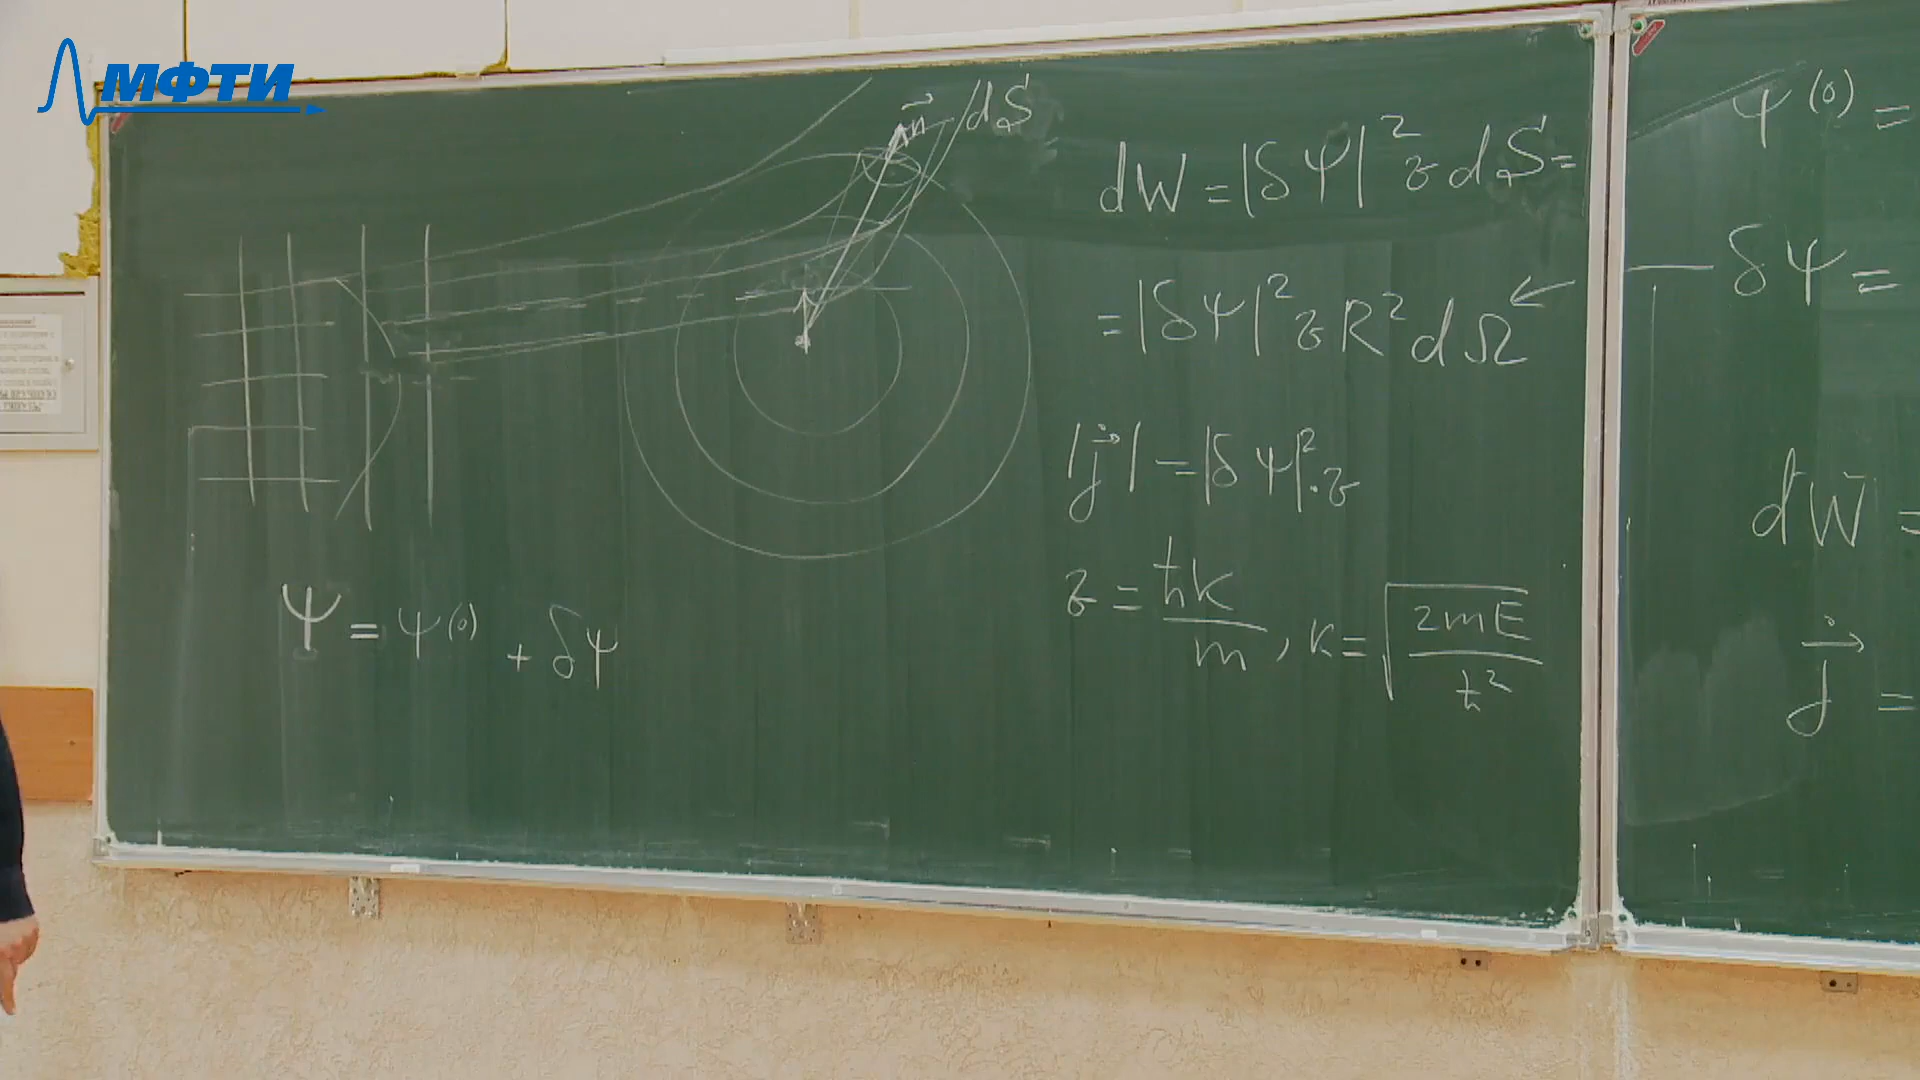 МФТИ
n⃗ dS
Ψ = ψ⁽⁰⁾ + δψ
dW = |δΨ|² v dS =
= |δΨ|² v R² dΩ ←
|j⃗| = |δψ|² · v
v = ħk/m , k = √(2mE/ħ²)
ψ⁽⁰⁾ =
δψ =
dW =
j⃗ =